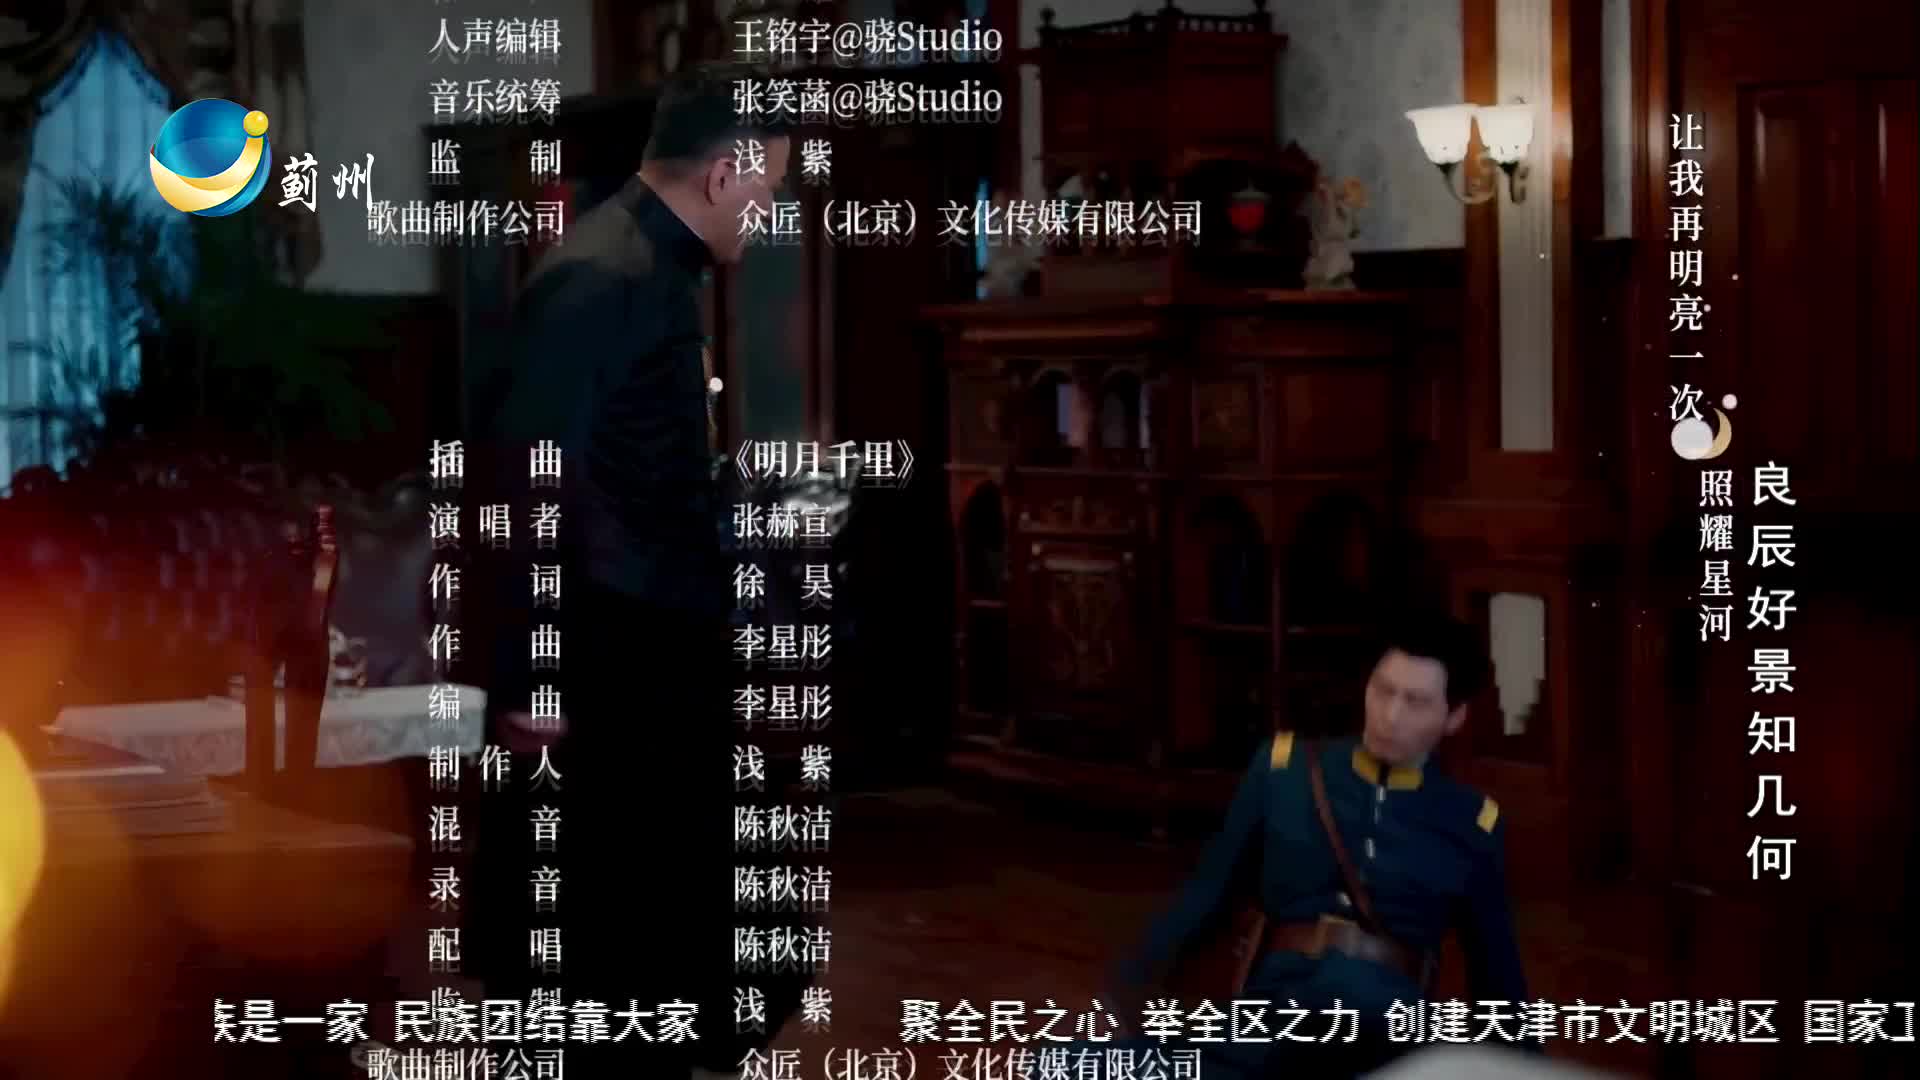 人声编辑 王铭宇@骁Studio
音乐统筹 张笑菡@骁Studio
监制 浅紫
歌曲制作公司 众匠（北京）文化传媒有限公司
蓟州
插曲 《明月千里》
演唱者 张赫宣
作词 徐昊
作曲 李星彤
编曲 李星彤
制作人 浅紫
混音 陈秋洁
录音 陈秋洁
配唱 陈秋洁
监制 浅紫
歌曲制作公司 众匠（北京）文化传媒有限公司
让我再明亮一次
照耀星河
良辰好景知几何
族是一家 民族团结靠大家 聚全民之心 举全区之力 创建天津市文明城区 国家